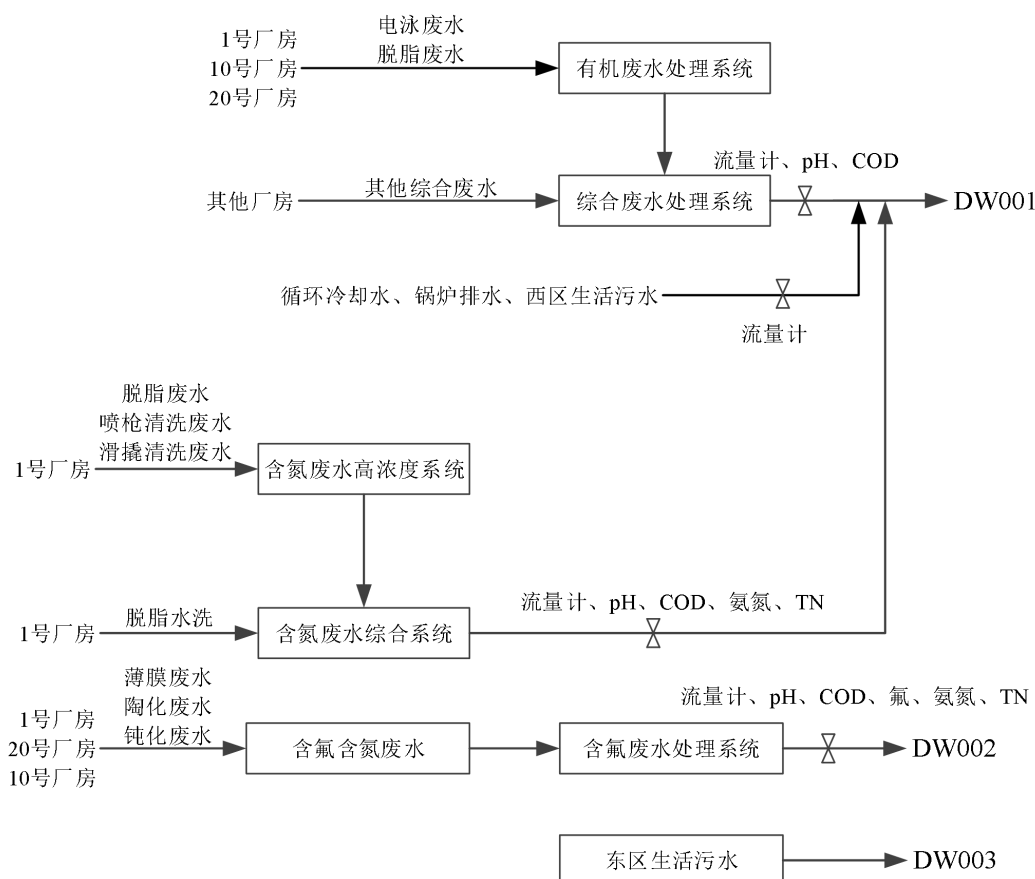 1号厂房
10号厂房
20号厂房
电泳废水
脱脂废水
有机废水处理系统
流量计、pH、COD
其他厂房
其他综合废水
综合废水处理系统
DW001
循环冷却水、锅炉排水、西区生活污水
流量计
脱脂废水
喷枪清洗废水
滑撬清洗废水
1号厂房
含氮废水高浓度系统
流量计、pH、COD、氨氮、TN
1号厂房
脱脂水洗
含氮废水综合系统
薄膜废水
陶化废水
钝化废水
1号厂房
20号厂房
10号厂房
含氟含氮废水
含氟废水处理系统
流量计、pH、COD、氟、氨氮、TN
DW002
东区生活污水
DW003